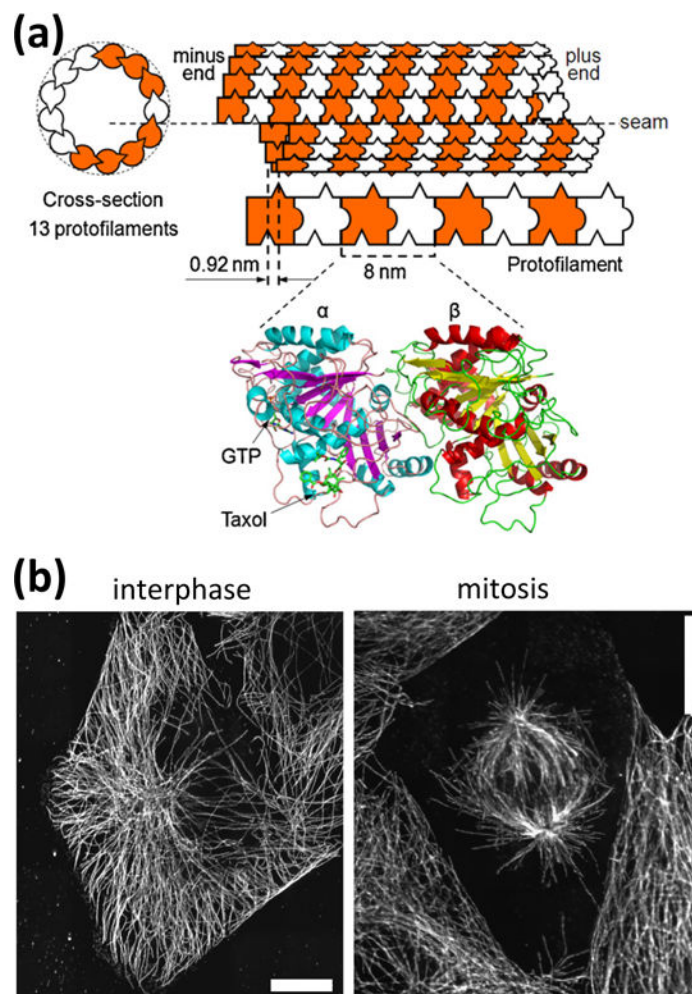 (a)
minus
end
plus
end
seam
Cross-section
13 protofilaments
0.92 nm
8 nm
Protofilament
α
β
GTP
Taxol
(b)
interphase
mitosis